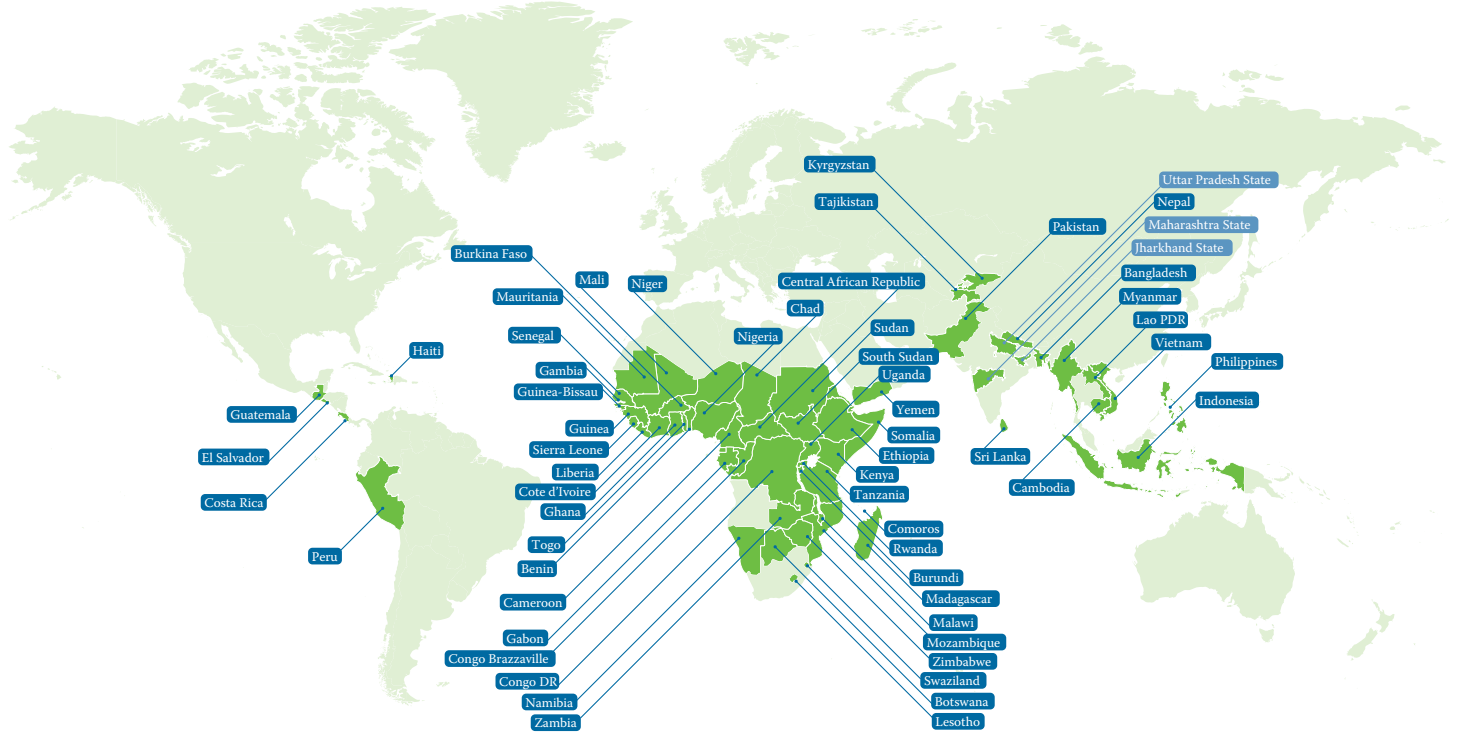 Kyrgyzstan
Tajikistan
Pakistan
Uttar Pradesh State
Nepal
Maharashtra State
Jharkhand State
Bangladesh
Myanmar
Lao PDR
Vietnam
Philippines
Indonesia
Sri Lanka
Cambodia
Burkina Faso
Mali
Niger
Central African Republic
Mauritania
Chad
Senegal
Nigeria
Sudan
South Sudan
Gambia
Uganda
Guinea-Bissau
Yemen
Guinea
Somalia
Sierra Leone
Ethiopia
Liberia
Kenya
Cote d'Ivoire
Tanzania
Ghana
Comoros
Togo
Rwanda
Benin
Burundi
Cameroon
Madagascar
Malawi
Gabon
Mozambique
Congo Brazzaville
Zimbabwe
Congo DR
Swaziland
Namibia
Botswana
Zambia
Lesotho
Haiti
Guatemala
El Salvador
Costa Rica
Peru